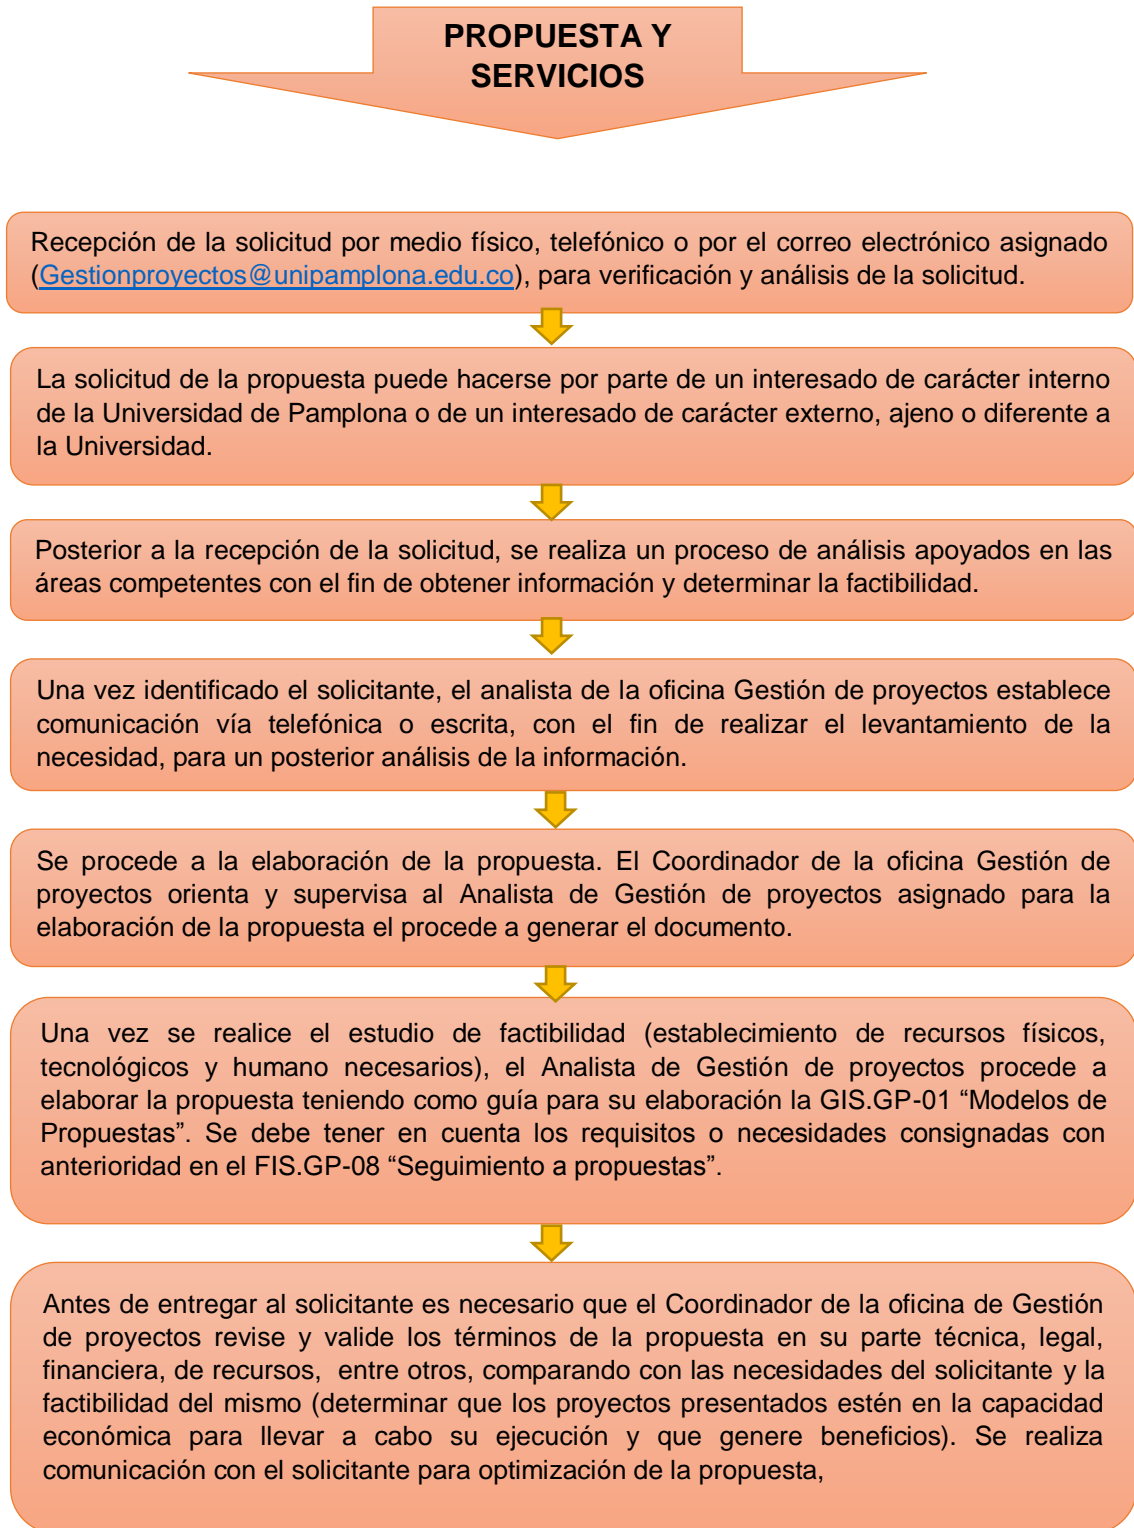 PROPUESTA Y
SERVICIOS
Recepción de la solicitud por medio físico, telefónico o por el correo electrónico asignado
(Gestionproyectos@unipamplona.edu.co), para verificación y análisis de la solicitud.
La solicitud de la propuesta puede hacerse por parte de un interesado de carácter interno
de la Universidad de Pamplona o de un interesado de carácter externo, ajeno o diferente a
la Universidad.
Posterior a la recepción de la solicitud, se realiza un proceso de análisis apoyados en las
áreas competentes con el fin de obtener información y determinar la factibilidad.
Una vez identificado el solicitante, el analista de la oficina Gestión de proyectos establece
comunicación vía telefónica o escrita, con el fin de realizar el levantamiento de la
necesidad, para un posterior análisis de la información.
Se procede a la elaboración de la propuesta. El Coordinador de la oficina Gestión de
proyectos orienta y supervisa al Analista de Gestión de proyectos asignado para la
elaboración de la propuesta el procede a generar el documento.
Una vez se realice el estudio de factibilidad (establecimiento de recursos físicos,
tecnológicos y humano necesarios), el Analista de Gestión de proyectos procede a
elaborar la propuesta teniendo como guía para su elaboración la GIS.GP-01 “Modelos de
Propuestas”. Se debe tener en cuenta los requisitos o necesidades consignadas con
anterioridad en el FIS.GP-08 “Seguimiento a propuestas”.
Antes de entregar al solicitante es necesario que el Coordinador de la oficina de Gestión
de proyectos revise y valide los términos de la propuesta en su parte técnica, legal,
financiera, de recursos, entre otros, comparando con las necesidades del solicitante y la
factibilidad del mismo (determinar que los proyectos presentados estén en la capacidad
económica para llevar a cabo su ejecución y que genere beneficios). Se realiza
comunicación con el solicitante para optimización de la propuesta,